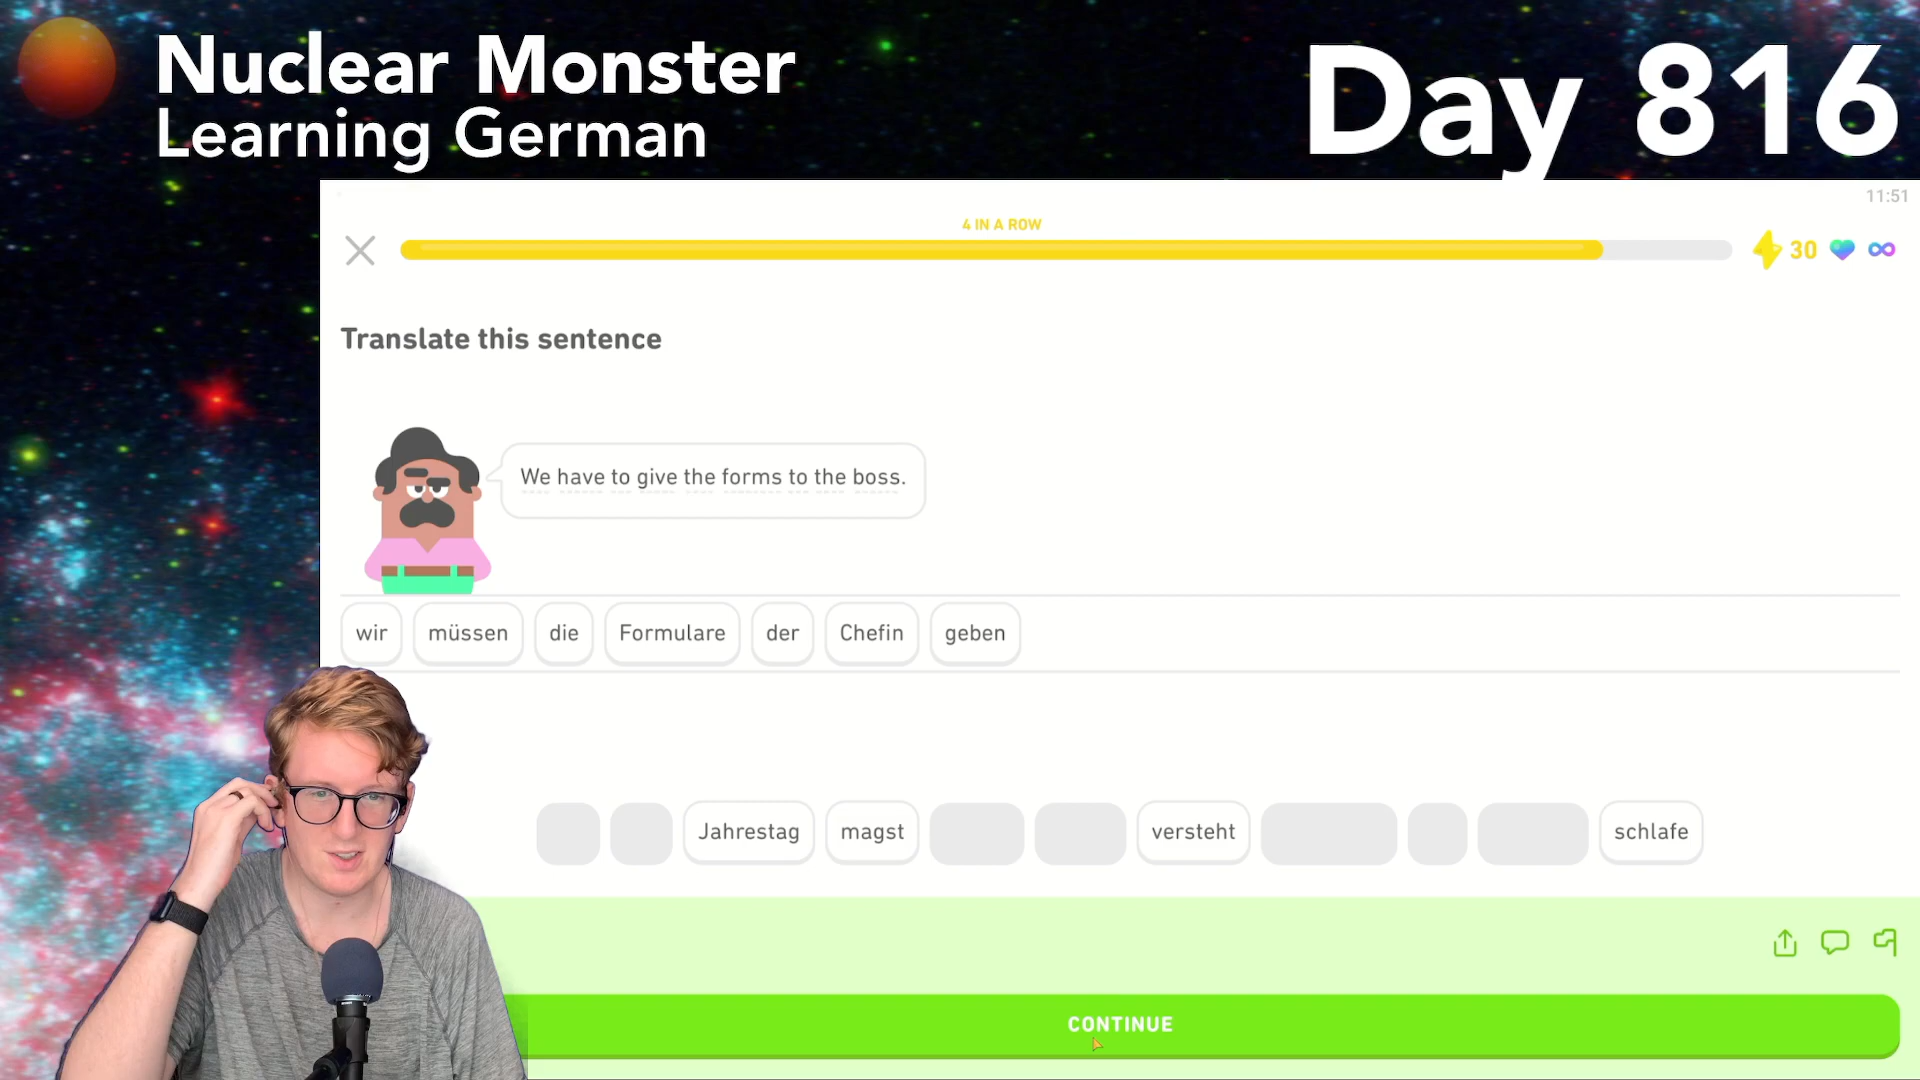 Nuclear Monster
Learning German
Day 816
11:51
4 IN A ROW
30
Translate this sentence
We have to give the forms to the boss.
wir müssen die Formulare der Chefin geben
Jahrestag magst versteht schlafe
CONTINUE